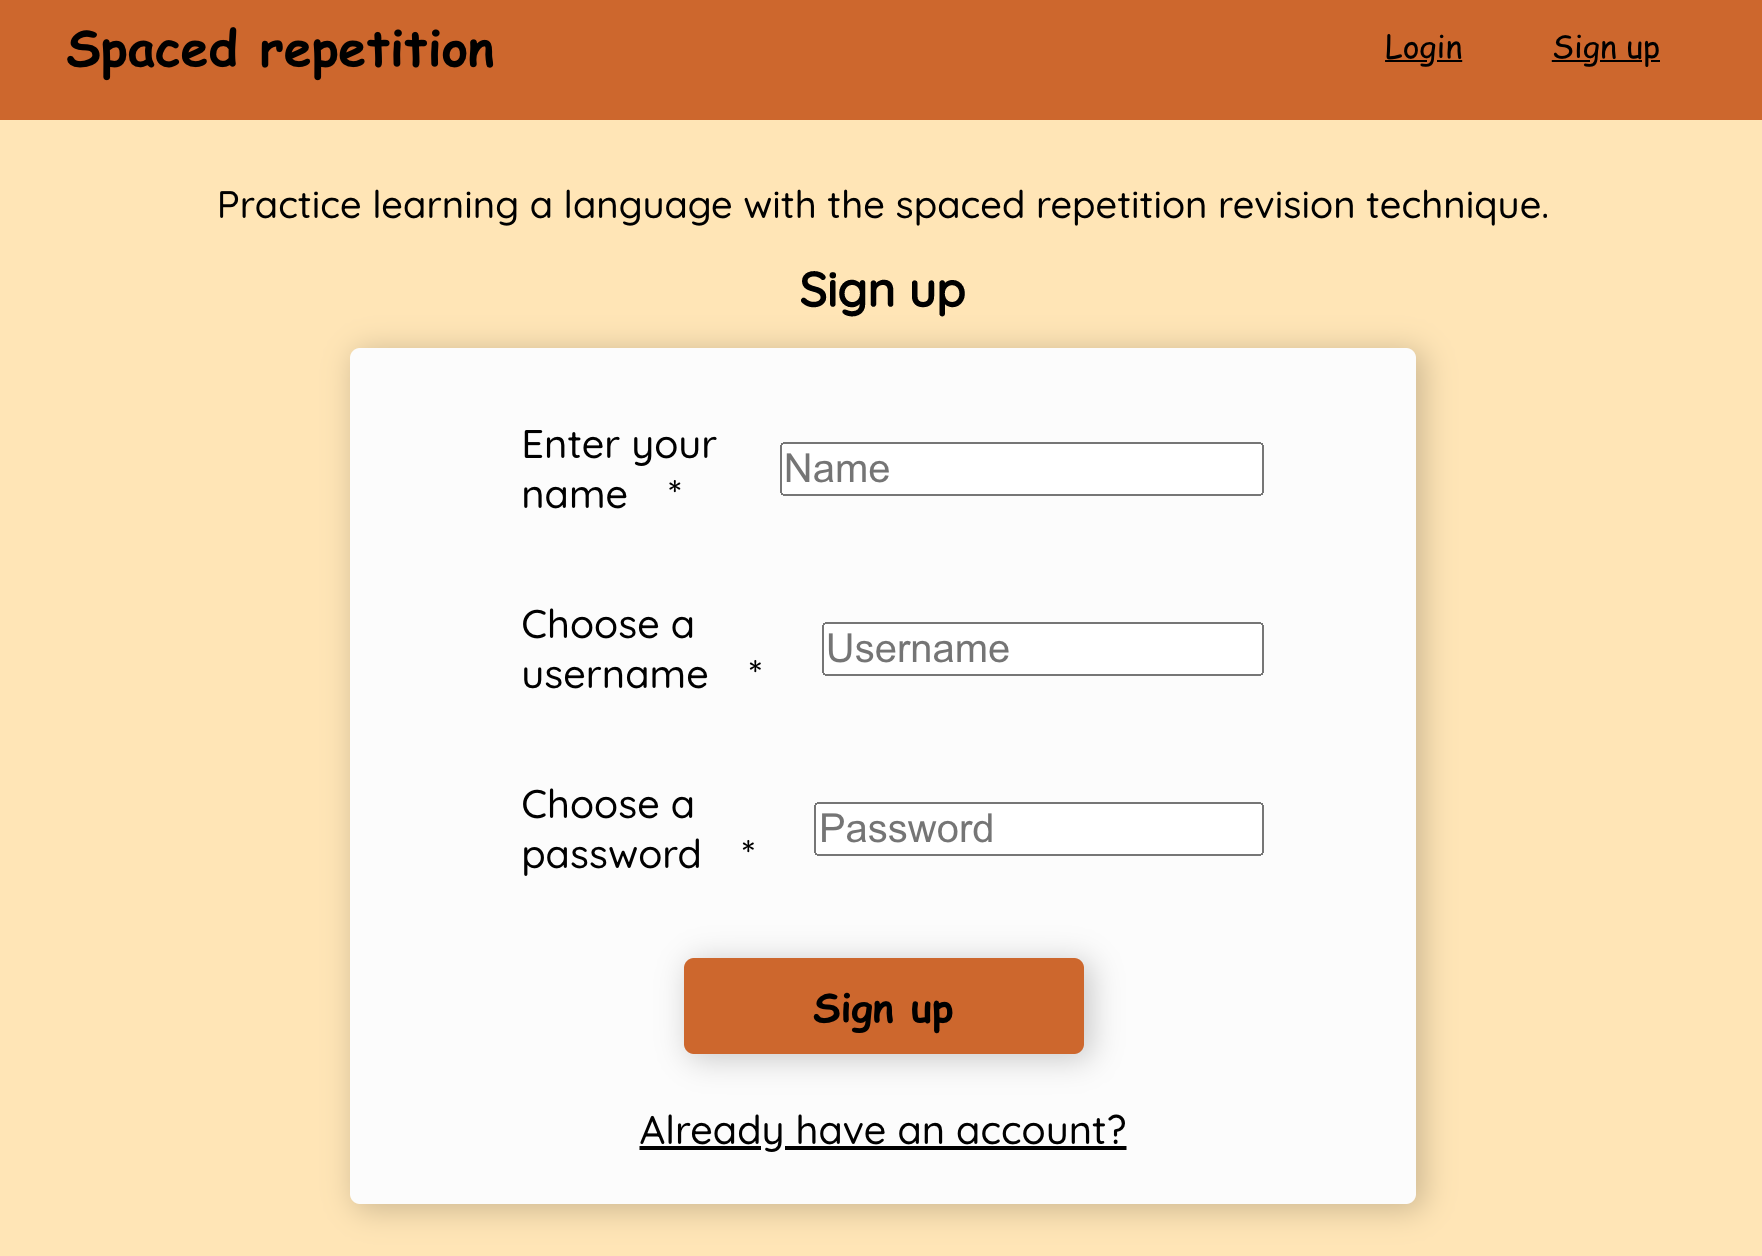 Spaced repetition
Login
Sign up
Practice learning a language with the spaced repetition revision technique.
Sign up
Enter your
name *
Name
Choose a
username *
Username
Choose a
password *
Password
Sign up
Already have an account?